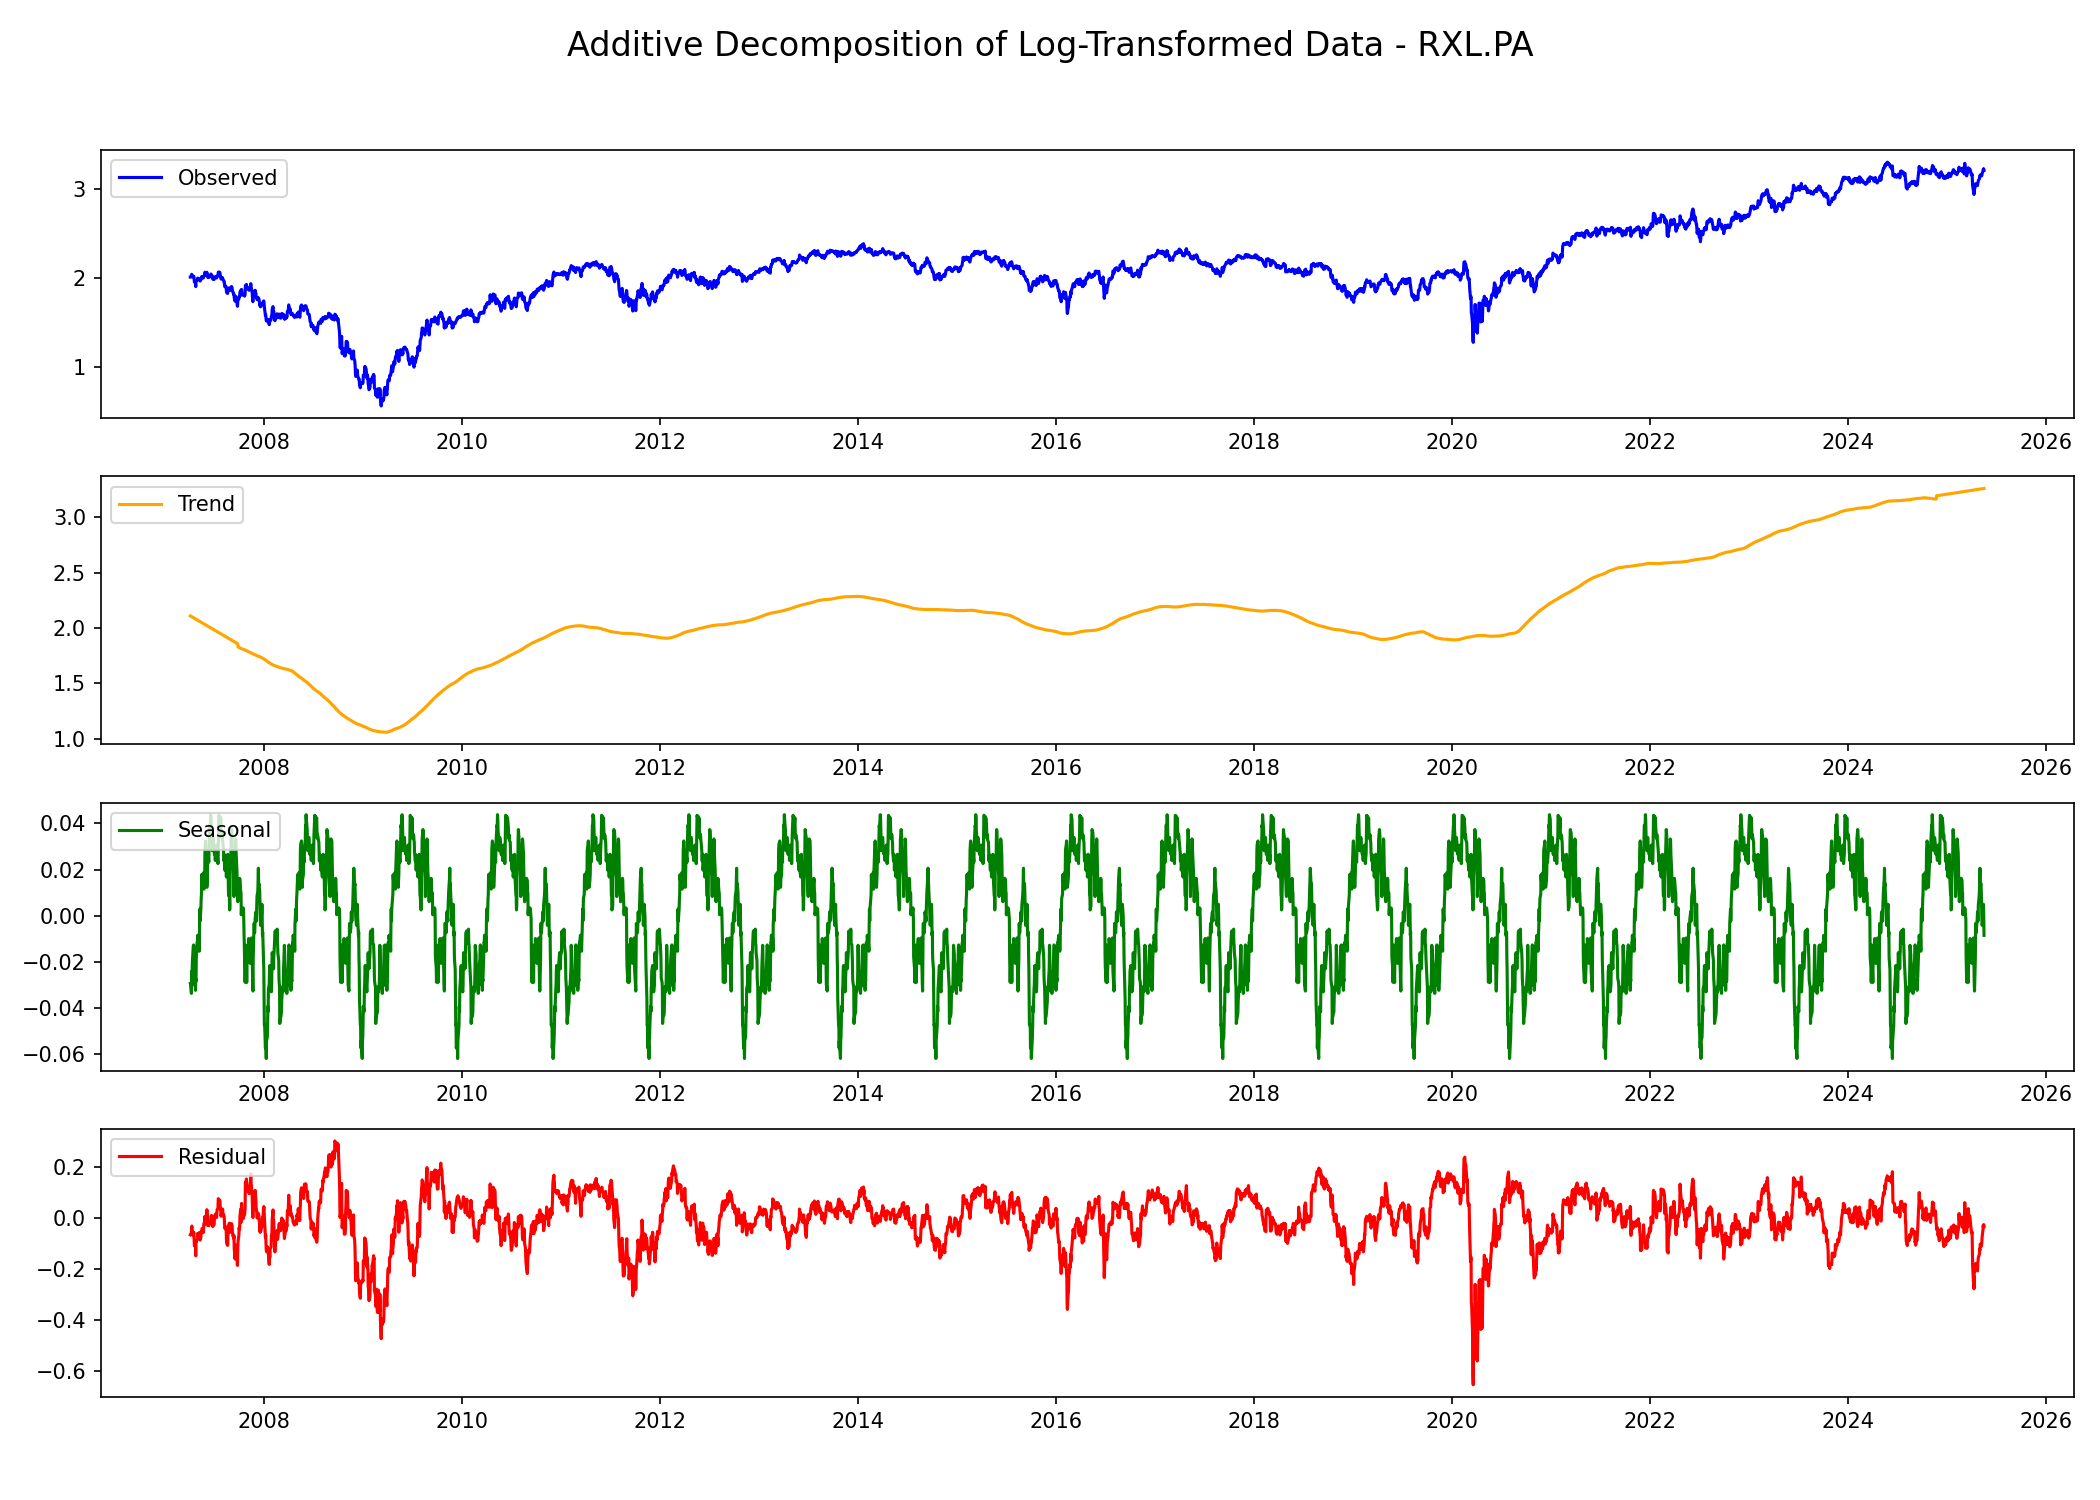 Additive Decomposition of Log-Transformed Data - RXL.PA
Observed
3
2
1
2008 2010 2012 2014 2016 2018 2020 2022 2024 2026
Trend
3.0
2.5
2.0
1.5
1.0
2008 2010 2012 2014 2016 2018 2020 2022 2024 2026
Seasonal
0.04
0.02
0.00
−0.02
−0.04
−0.06
2008 2010 2012 2014 2016 2018 2020 2022 2024 2026
Residual
0.2
0.0
−0.2
−0.4
−0.6
2008 2010 2012 2014 2016 2018 2020 2022 2024 2026